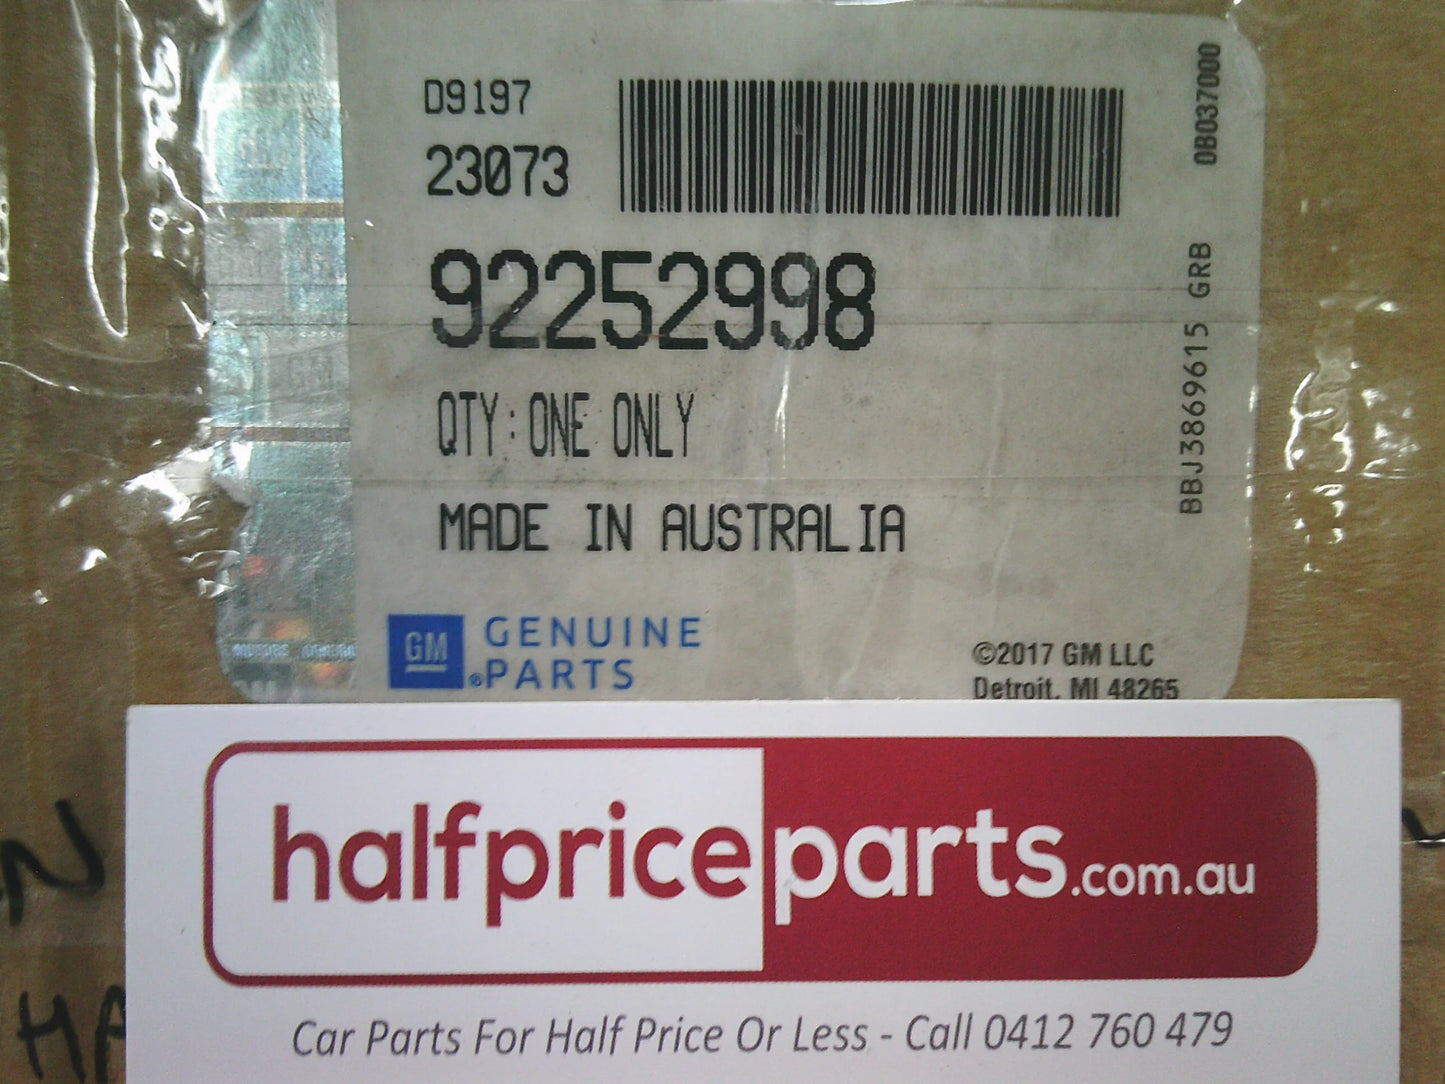 D9197
23073
92252998
QTY: ONE ONLY
MADE IN AUSTRALIA
GM
GENUINE
®PARTS
©2017 GM LLC
Detroit, MI 48265
0B037000
BBJ3869615 GRB
halfpriceparts.com.au
Car Parts For Half Price Or Less - Call 0412 760 479